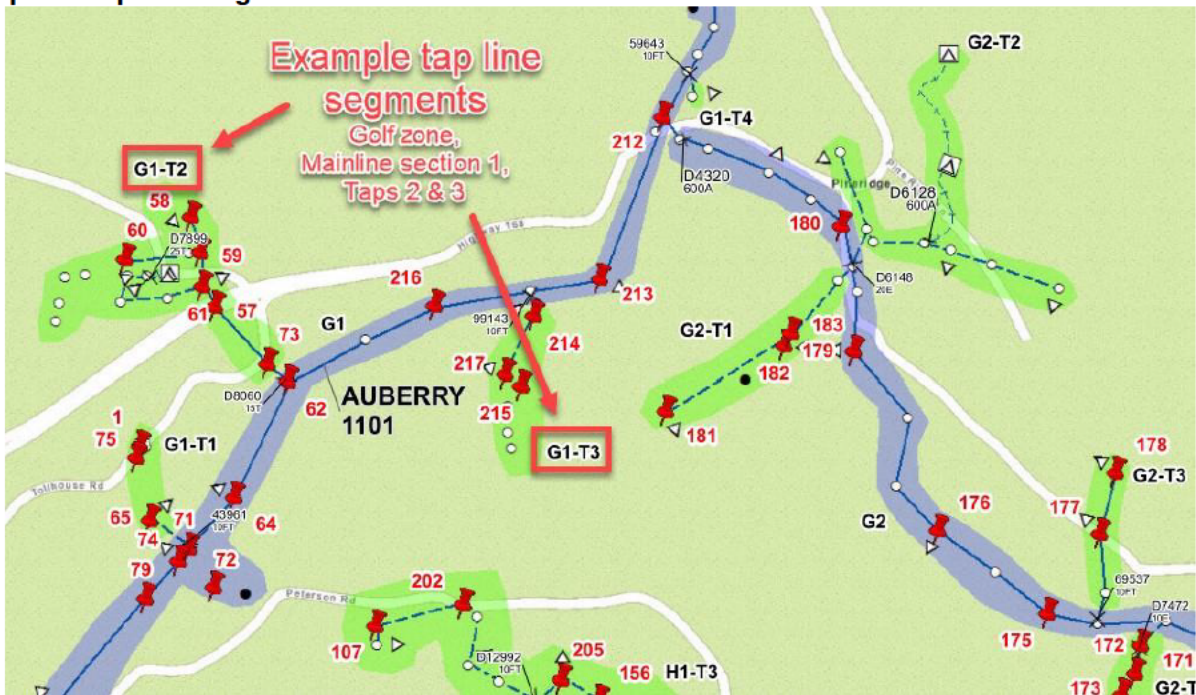 Example tap line
segments
Golf zone,
Mainline section 1,
Taps 2 & 3
59643
10FT
G2-T2
G1-T4
212
D4320
600A
Pineridge
D6128
600A
G1-T2
58
60
D7899
59
Highway 168
180
216
213
D6148
20E
61
57
G1
99143
10FT
73
G2-T1
183
214
217
179
182
D8060
62
AUBERRY
1101
215
181
1
75
G1-T1
G1-T3
178
G2-T3
Tollhouse Rd
176
177
65
71
43961
10FT
64
G2
74
79
72
69537
10FT
202
Peterson Rd
D7472
10E
175
172
107
D12992
10FT
205
156
H1-T3
171
173
G2-T